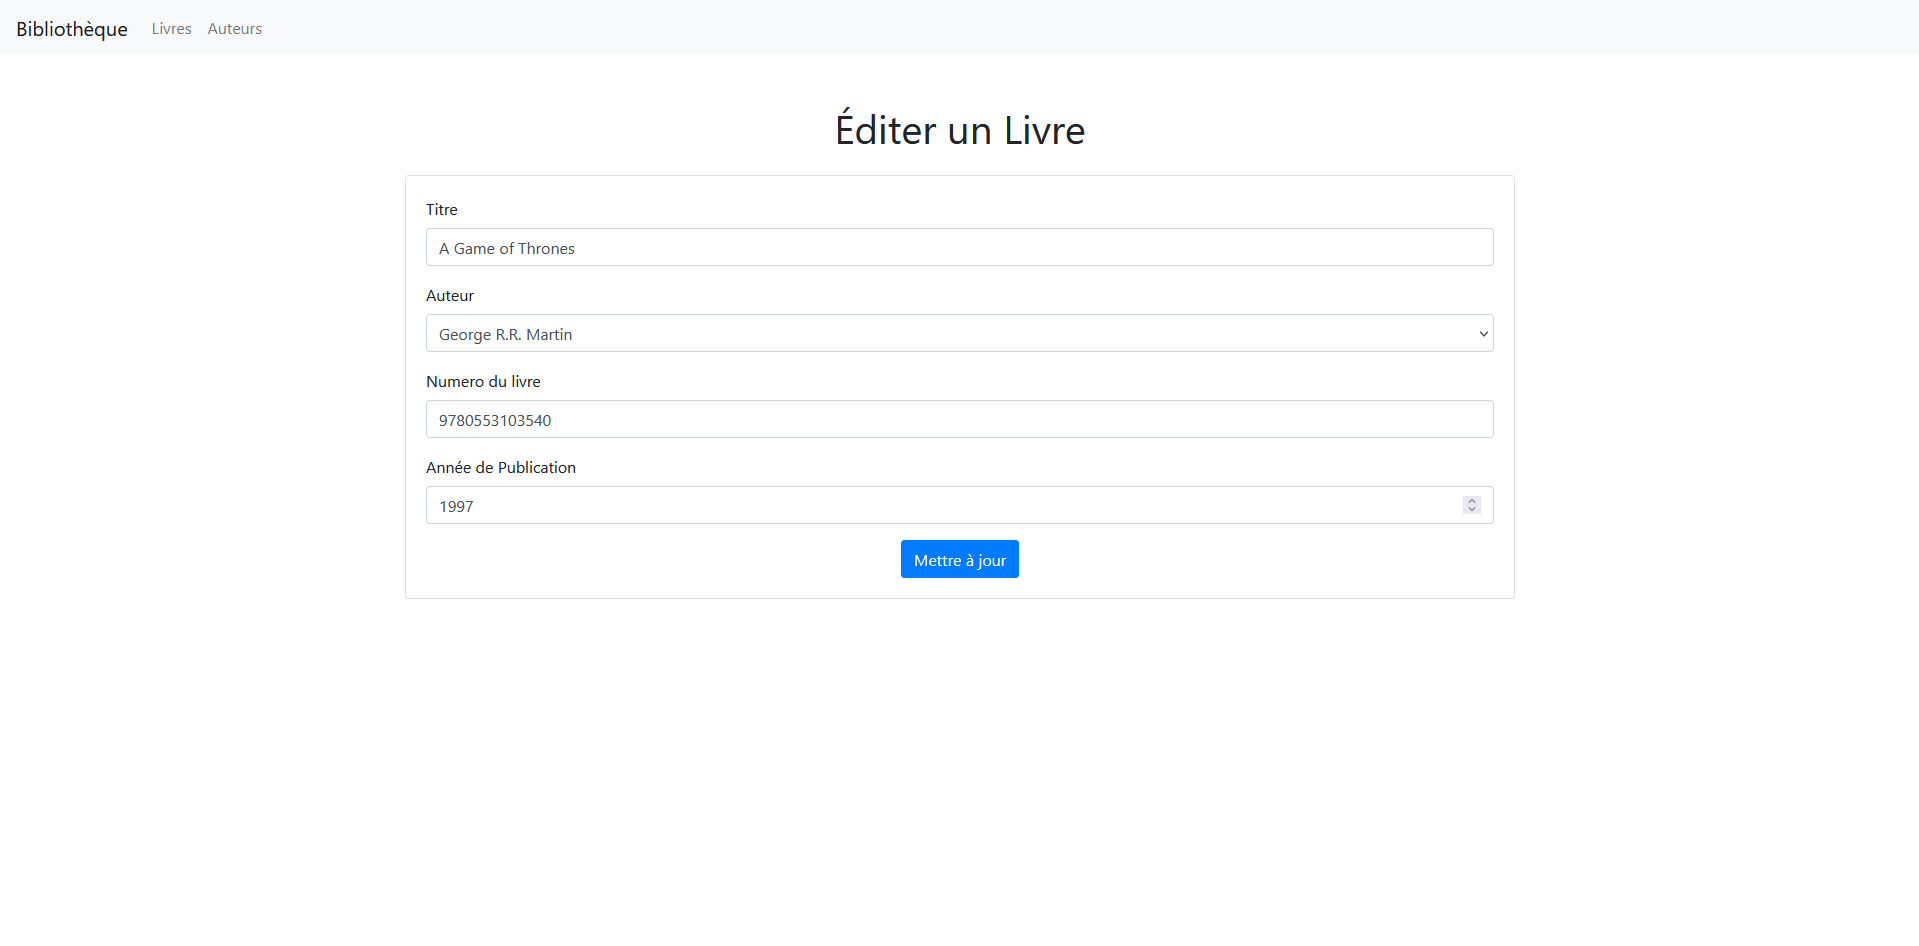 Bibliothèque Livres Auteurs
Éditer un Livre
Titre
A Game of Thrones
Auteur
George R.R. Martin
Numero du livre
9780553103540
Année de Publication
1997
Mettre à jour